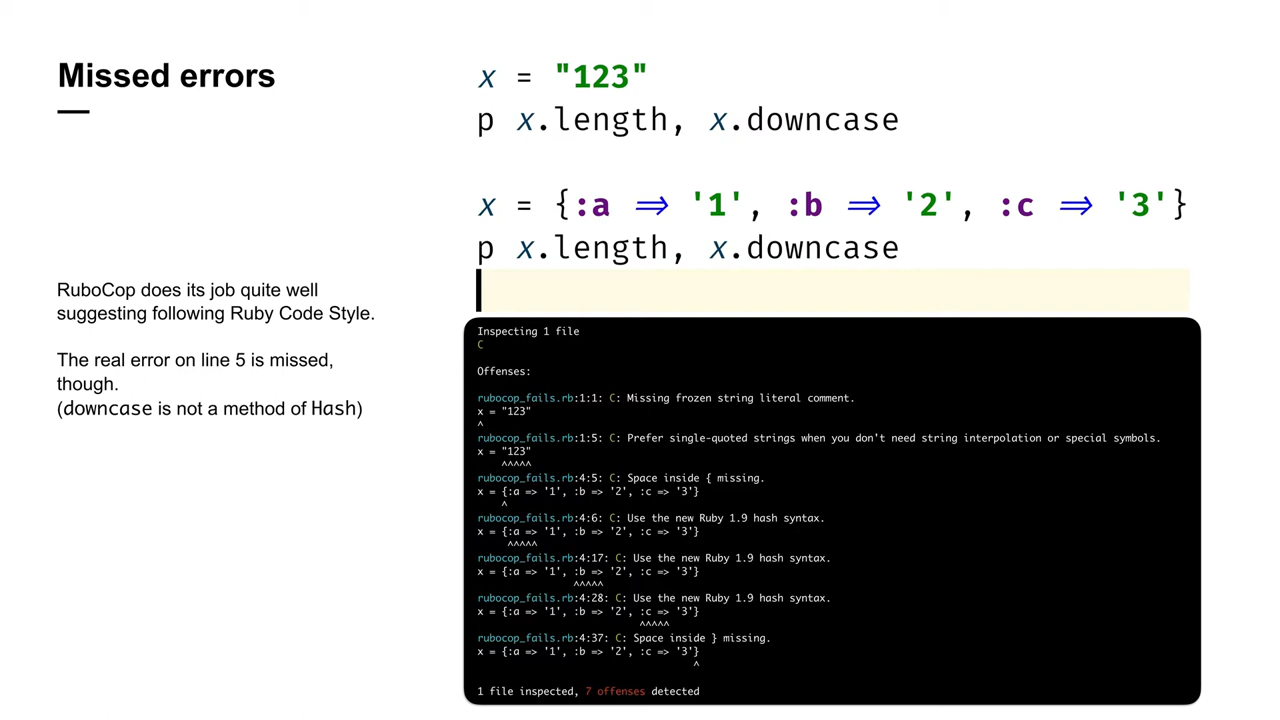 Missed errors
RuboCop does its job quite well
suggesting following Ruby Code Style.
The real error on line 5 is missed,
though.
(downcase is not a method of Hash)
x = "123"
p x.length, x.downcase
x = {:a => '1', :b => '2', :c => '3'}
p x.length, x.downcase
Inspecting 1 file
C
Offenses:
rubocop_fails.rb:1:1: C: Missing frozen string literal comment.
x = "123"
^
rubocop_fails.rb:1:5: C: Prefer single-quoted strings when you don't need string interpolation or special symbols.
x = "123"
^^^^^
rubocop_fails.rb:4:5: C: Space inside { missing.
x = {:a => '1', :b => '2', :c => '3'}
^
rubocop_fails.rb:4:6: C: Use the new Ruby 1.9 hash syntax.
x = {:a => '1', :b => '2', :c => '3'}
^^^^^
rubocop_fails.rb:4:17: C: Use the new Ruby 1.9 hash syntax.
x = {:a => '1', :b => '2', :c => '3'}
^^^^^
rubocop_fails.rb:4:28: C: Use the new Ruby 1.9 hash syntax.
x = {:a => '1', :b => '2', :c => '3'}
^^^^^
rubocop_fails.rb:4:37: C: Space inside } missing.
x = {:a => '1', :b => '2', :c => '3'}
^
1 file inspected, 7 offenses detected